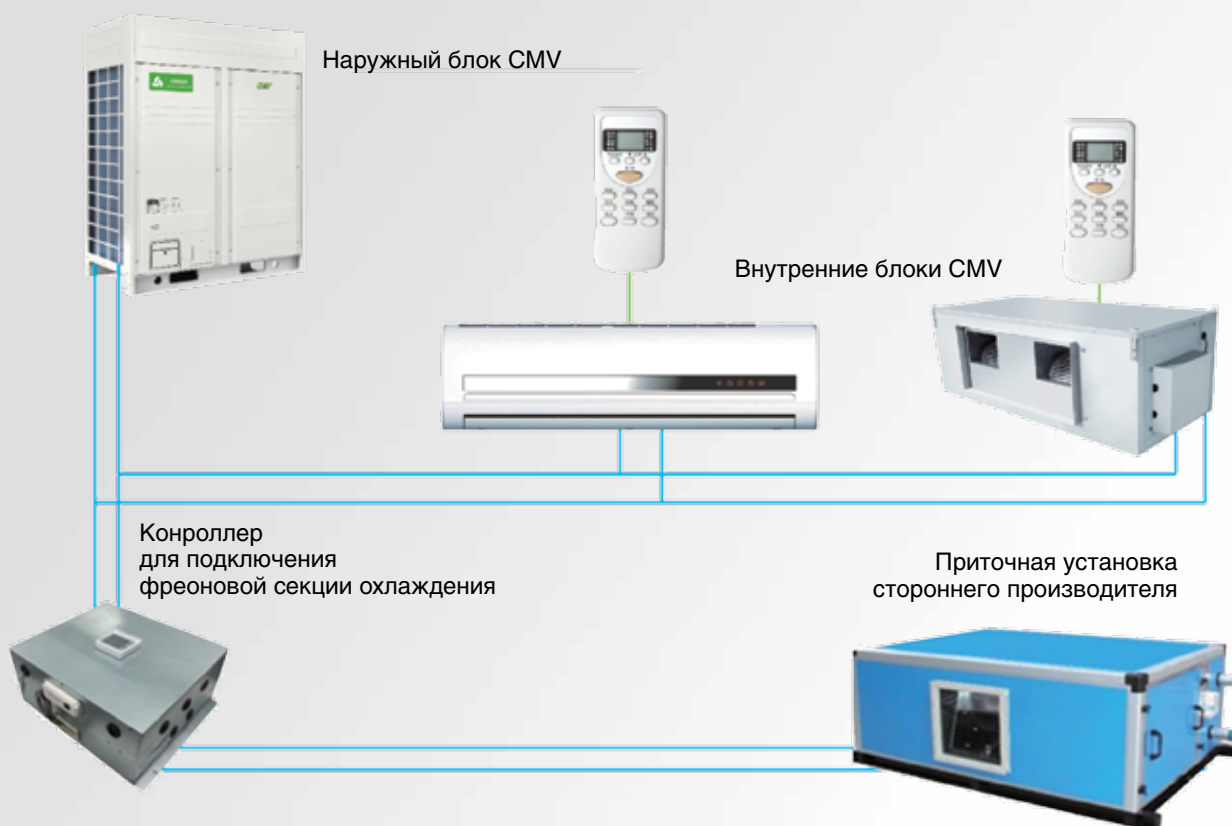 Наружный блок CMV
Внутренние блоки CMV
Конроллер
для подключения
фреоновой секции охлаждения
Приточная установка
стороннего производителя